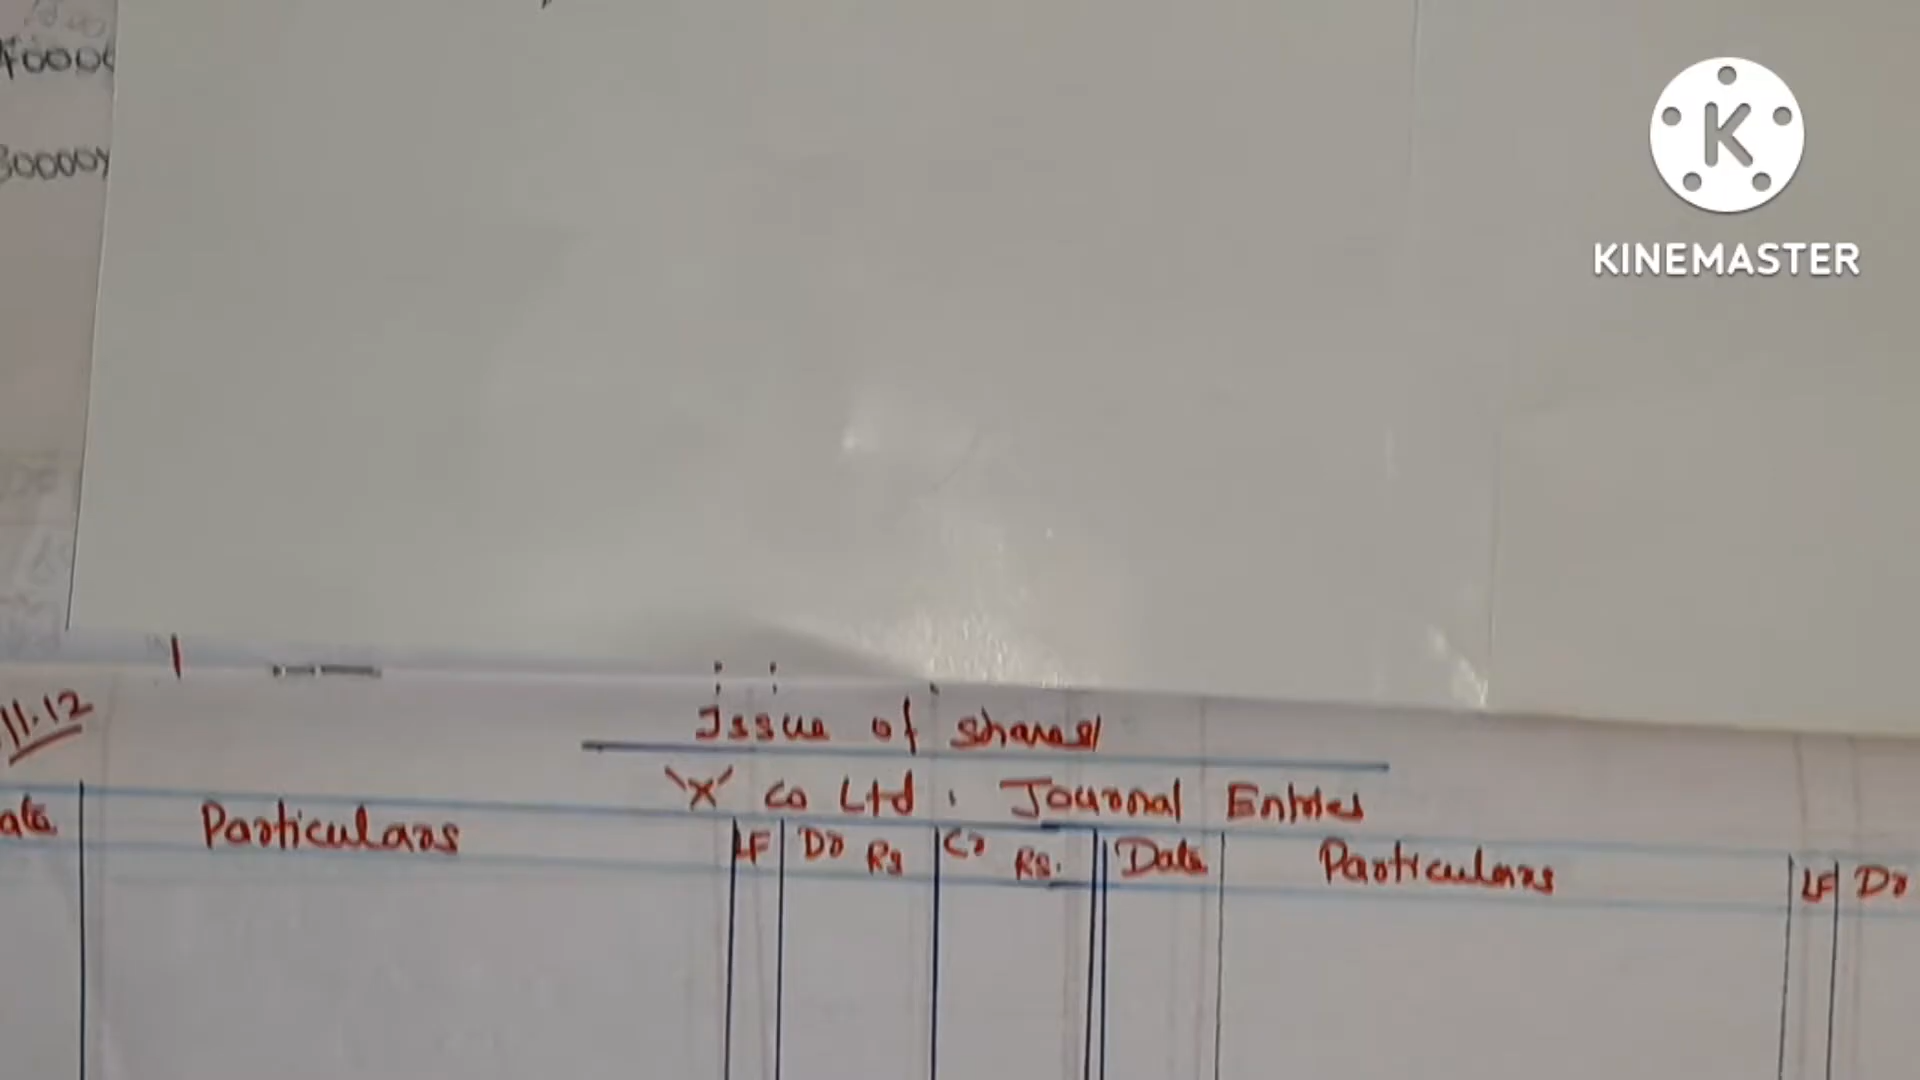 K
KINEMASTER
11.12
Issue of shares
'X' Co Ltd. Journal Entries
Particulars LF Dr Rs Cr Rs. Date Particulars LF Dr